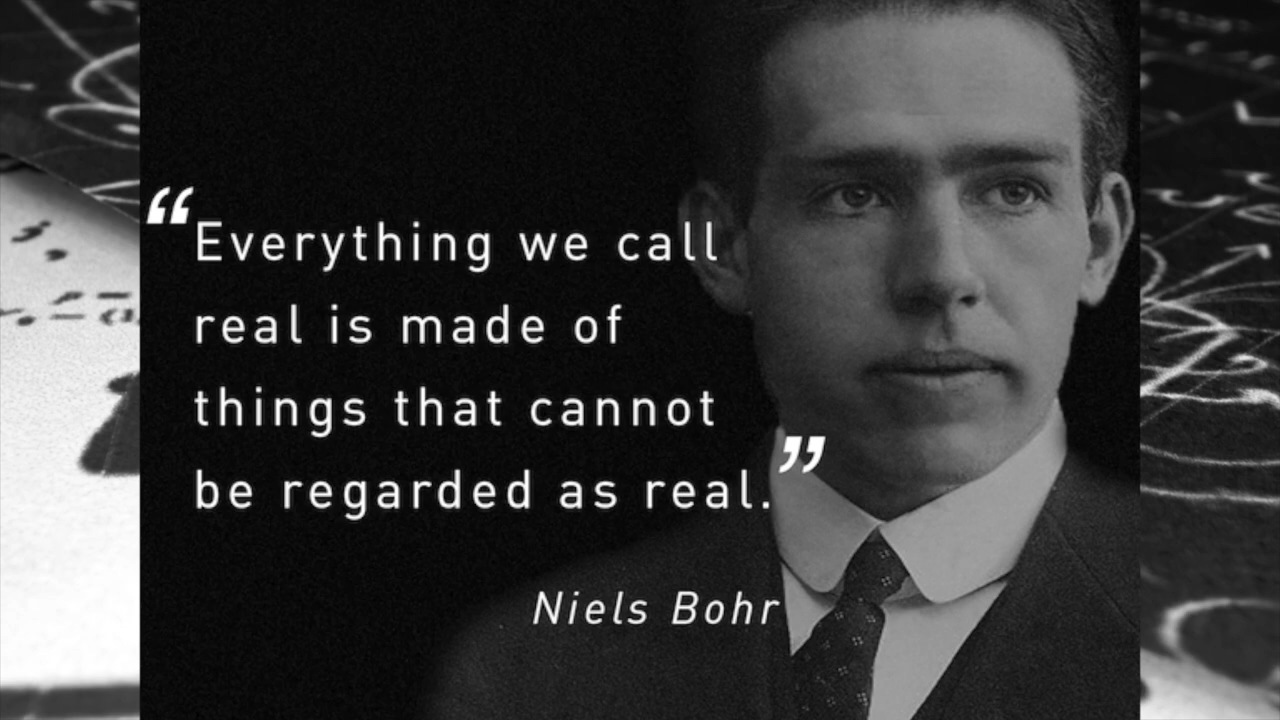 “Everything we call
real is made of
things that cannot
be regarded as real.”
Niels Bohr